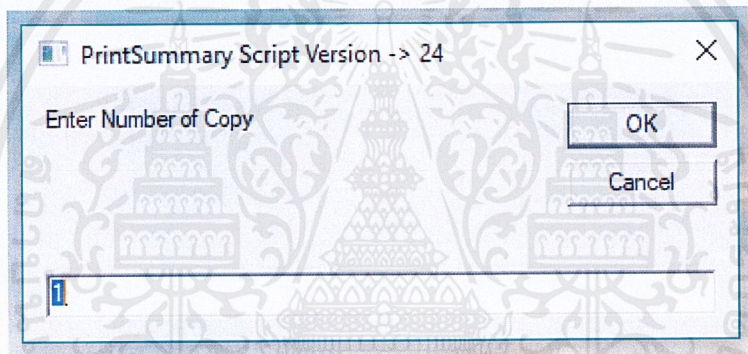 PrintSummary Script Version -> 24
Enter Number of Copy
OK
Cancel
1